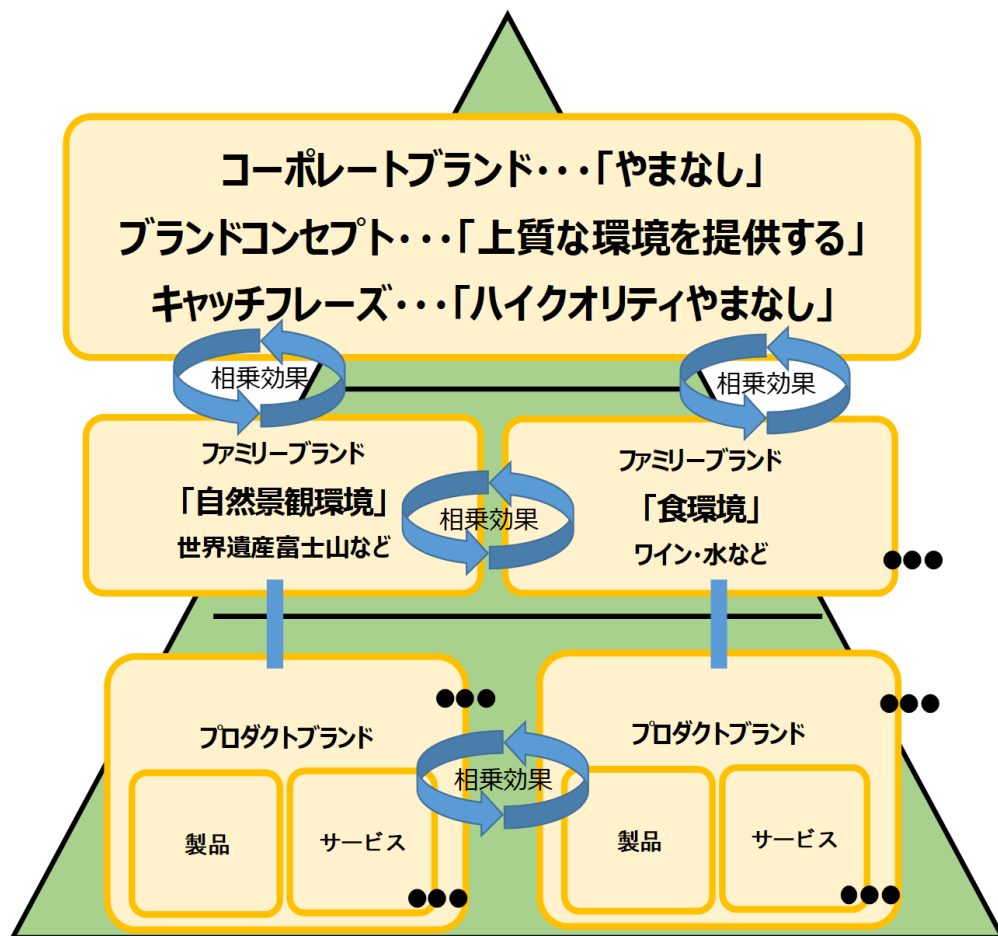 コーポレートブランド・・・「やまなし」
ブランドコンセプト・・・「上質な環境を提供する」
キャッチフレーズ・・・「ハイクオリティやまなし」
相乗効果
相乗効果
ファミリーブランド
「自然景観環境」
世界遺産富士山など
相乗効果
ファミリーブランド
「食環境」
ワイン・水など
●●●
プロダクトブランド
●●●
製品
サービス
●●●
相乗効果
プロダクトブランド
●●●
製品
サービス
●●●